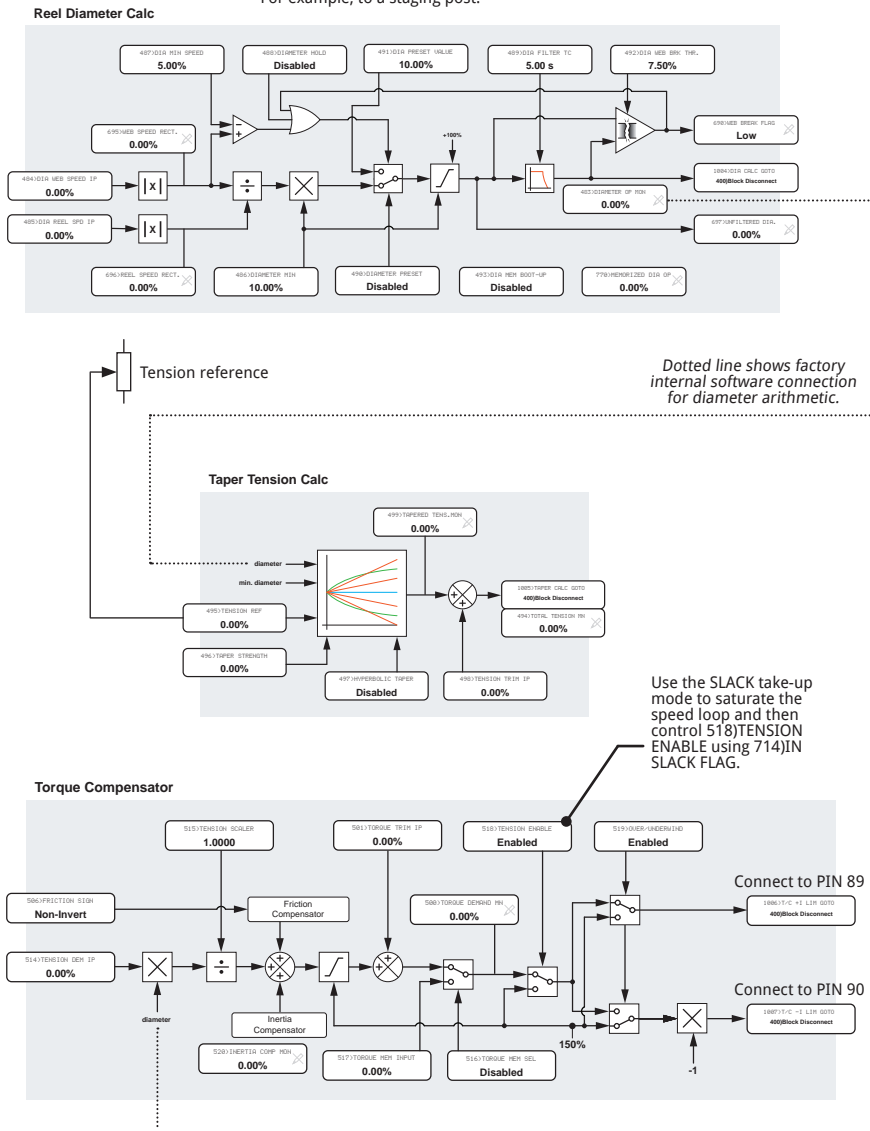 For example, to a staging post.
Reel Diameter Calc
487)DIA MIN SPEED
5.00%
488)DIAMETER HOLD
Disabled
491)DIA PRESET VALUE
10.00%
489)DIA FILTER TC
5.00 s
492)DIA WEB BRK THR.
7.50%
695)WEB SPEED RECT.
0.00%
+100%
698)WEB BREAK FLAG
Low
484)DIA WEB SPEED IP
0.00%
|x|
1004)DIA CALC GOTO
400)Block Disconnect
483)DIAMETER OP MON
0.00%
485)DIA REEL SPD IP
0.00%
|x|
697)UNFILTERED DIA.
0.00%
696)REEL SPEED RECT.
0.00%
486)DIAMETER MIN
10.00%
490)DIAMETER PRESET
Disabled
493)DIA MEM BOOT-UP
Disabled
770)MEMORIZED DIA OP
0.00%
Tension reference
Dotted line shows factory
internal software connection
for diameter arithmetic.
Taper Tension Calc
499)TAPERED TENS.MON
0.00%
diameter
min. diameter
1005)TAPER CALC GOTO
400)Block Disconnect
495)TENSION REF
0.00%
494)TOTAL TENSION MN
0.00%
496)TAPER STRENGTH
0.00%
497)HYPERBOLIC TAPER
Disabled
498)TENSION TRIM IP
0.00%
Use the SLACK take-up
mode to saturate the
speed loop and then
control 518)TENSION
ENABLE using 714)IN
SLACK FLAG.
Torque Compensator
515)TENSION SCALER
1.0000
501)TORQUE TRIM IP
0.00%
518)TENSION ENABLE
Enabled
519)OVER/UNDERWIND
Enabled
506)FRICTION SIGN
Non-Invert
Friction
Compensator
500)TORQUE DEMAND MN
0.00%
Connect to PIN 89
1006)T/C +I LIM GOTO
400)Block Disconnect
514)TENSION DEM IP
0.00%
diameter
Inertia
Compensator
Connect to PIN 90
1007)T/C -I LIM GOTO
400)Block Disconnect
150%
520)INERTIA COMP MON
0.00%
517)TORQUE MEM INPUT
0.00%
516)TORQUE MEM SEL
Disabled
-1